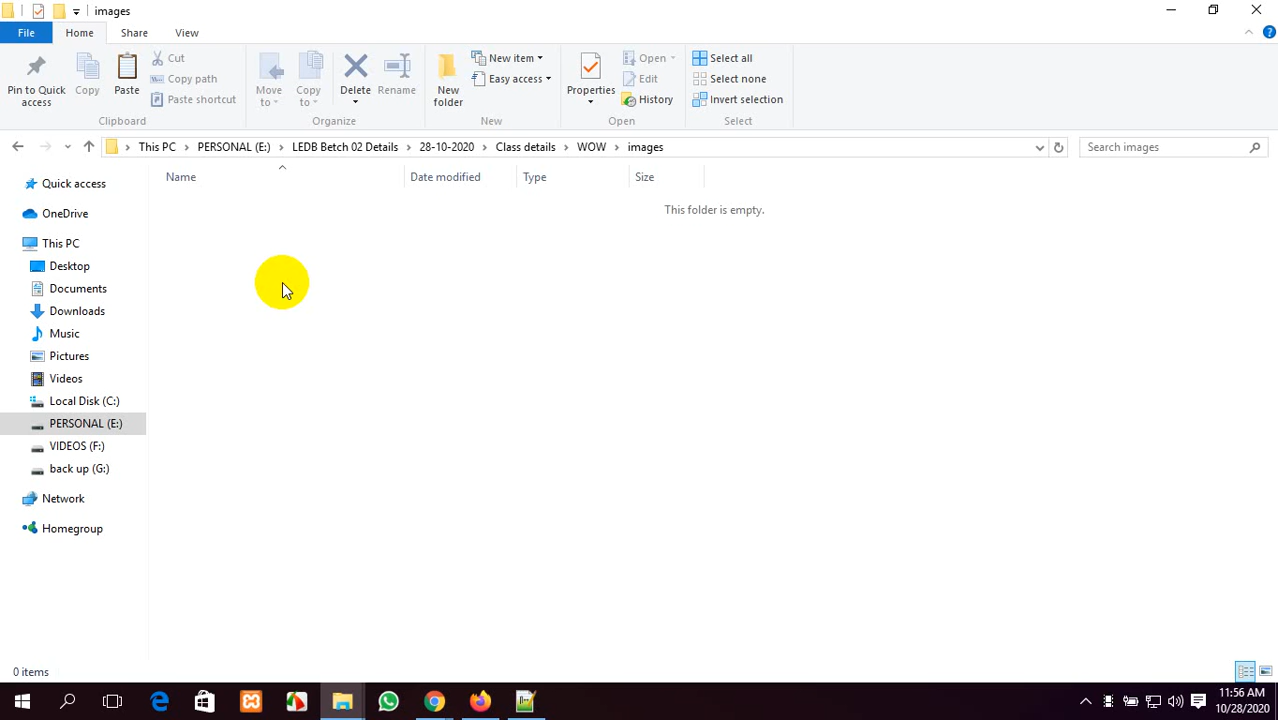 images
File Home Share View
Pin to Quick access
Copy
Paste
Cut
Copy path
Paste shortcut
Clipboard
Move to
Copy to
Delete
Rename
Organize
New folder
New item
Easy access
New
Properties
Open
Edit
History
Open
Select all
Select none
Invert selection
Select
This PC PERSONAL (E:) LEDB Betch 02 Details 28-10-2020 Class details WOW images
Search images
Name Date modified Type Size
This folder is empty.
Quick access
OneDrive
This PC
Desktop
Documents
Downloads
Music
Pictures
Videos
Local Disk (C:)
PERSONAL (E:)
VIDEOS (F:)
back up (G:)
Network
Homegroup
0 items
11:56 AM
10/28/2020